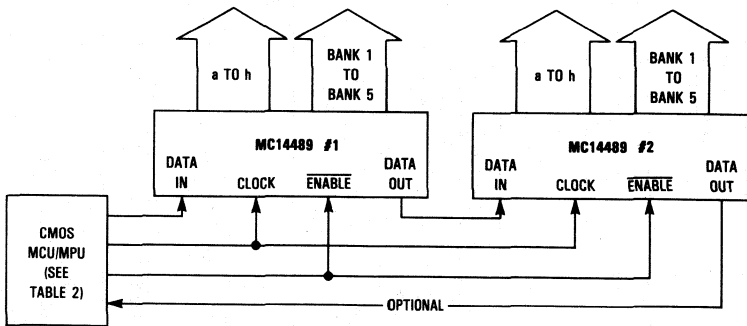 a TO h
BANK 1
TO
BANK 5
a TO h
BANK 1
TO
BANK 5
MC14489 #1
DATA
IN
CLOCK
ENABLE
DATA
OUT
MC14489 #2
DATA
IN
CLOCK
ENABLE
DATA
OUT
CMOS
MCU/MPU
(SEE
TABLE 2)
OPTIONAL